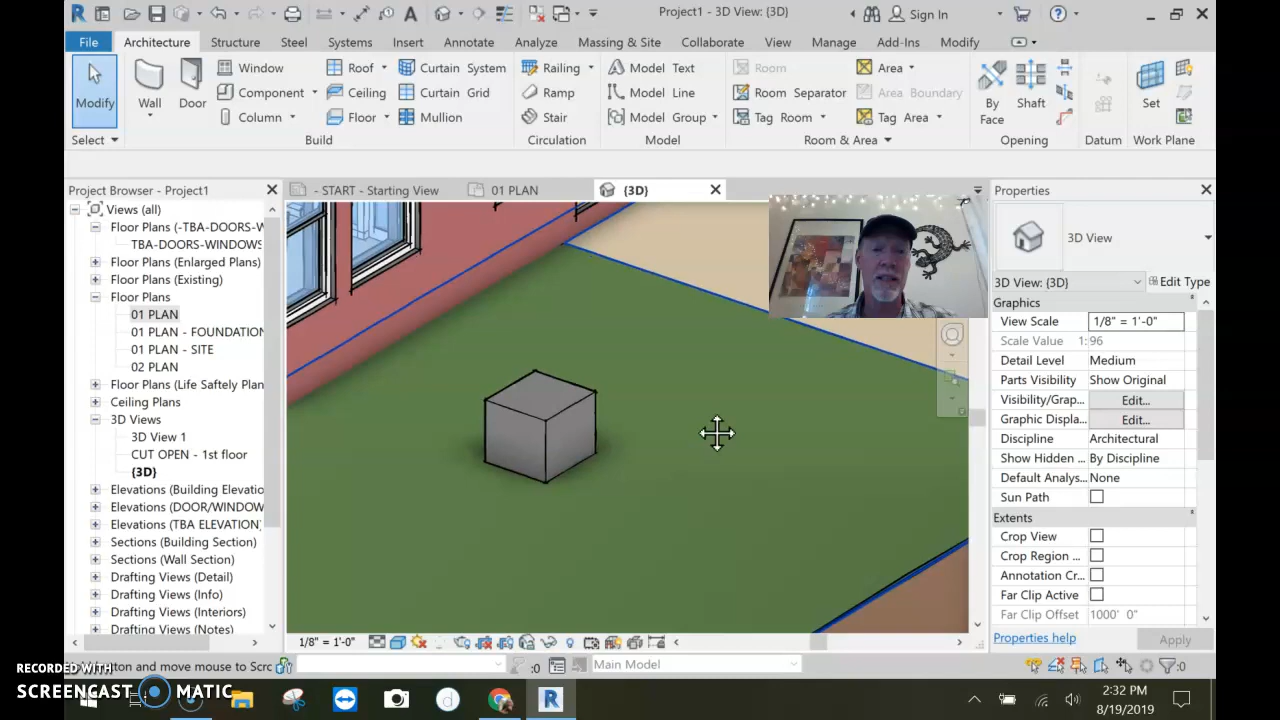 Project1 - 3D View: {3D}
Sign In
File
Architecture
Structure
Steel
Systems
Insert
Annotate
Analyze
Massing & Site
Collaborate
View
Manage
Add-Ins
Modify
Modify
Wall
Door
Window
Component
Column
Roof
Ceiling
Floor
Curtain System
Curtain Grid
Mullion
Railing
Ramp
Stair
Model Text
Model Line
Model Group
Room
Room Separator
Tag Room
Area
Area Boundary
Tag Area
By Face
Shaft
Set
Select
Build
Circulation
Model
Room & Area
Opening
Datum
Work Plane
Project Browser - Project1
- START - Starting View
01 PLAN
{3D}
Properties
Views (all)
Floor Plans (-TBA-DOORS-W
TBA-DOORS-WINDOWS
Floor Plans (Enlarged Plans)
Floor Plans (Existing)
Floor Plans
01 PLAN
01 PLAN - FOUNDATION
01 PLAN - SITE
02 PLAN
Floor Plans (Life Saftely Plan
Ceiling Plans
3D Views
3D View 1
CUT OPEN - 1st floor
{3D}
Elevations (Building Elevatio
Elevations (DOOR/WINDOW
Elevations (TBA ELEVATION)
Sections (Building Section)
Sections (Wall Section)
Drafting Views (Detail)
Drafting Views (Info)
Drafting Views (Interiors)
Drafting Views (Notes)
3D View
3D View: {3D}
Edit Type
Graphics
View Scale 1/8" = 1'-0"
Scale Value 1: 96
Detail Level Medium
Parts Visibility Show Original
Visibility/Grap... Edit...
Graphic Displa... Edit...
Discipline Architectural
Show Hidden ... By Discipline
Default Analys... None
Sun Path
Extents
Crop View
Crop Region ...
Annotation Cr...
Far Clip Active
Far Clip Offset 1000' 0"
Properties help
Apply
1/8" = 1'-0"
button and move mouse to Scro
:0
Main Model
:0
RECORDED WITH
SCREENCAST MATIC
2:32 PM
8/19/2019